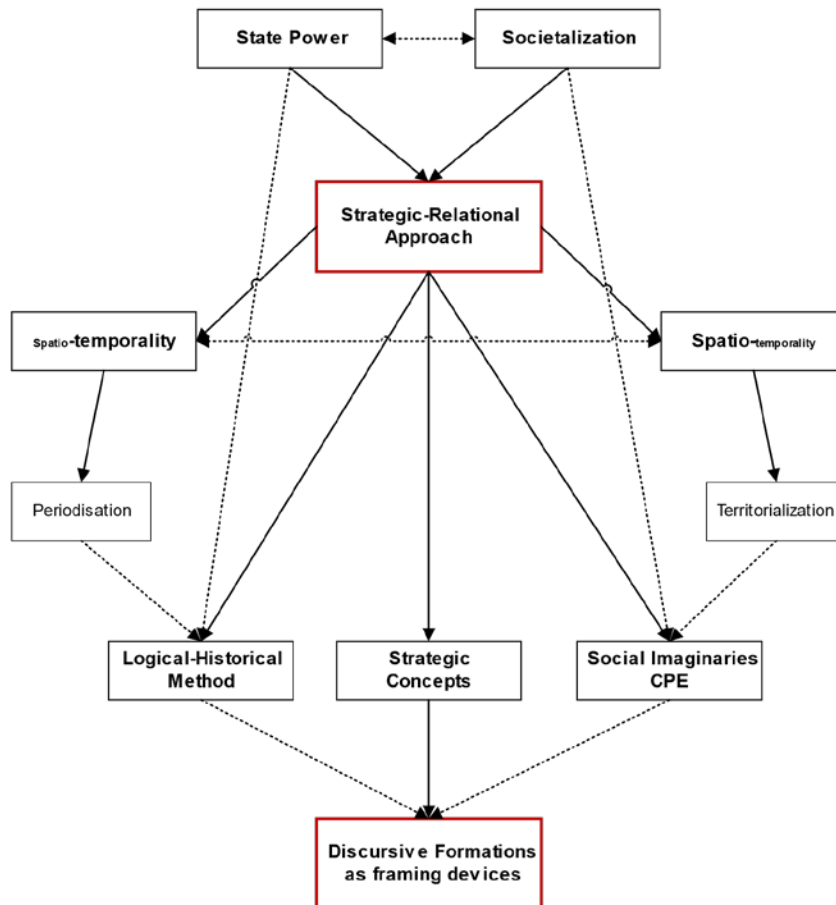 State Power
Societalization
Strategic-Relational
Approach
Spatio-temporality
Spatio-temporality
Periodisation
Territorialization
Logical-Historical
Method
Strategic
Concepts
Social Imaginaries
CPE
Discursive Formations
as framing devices